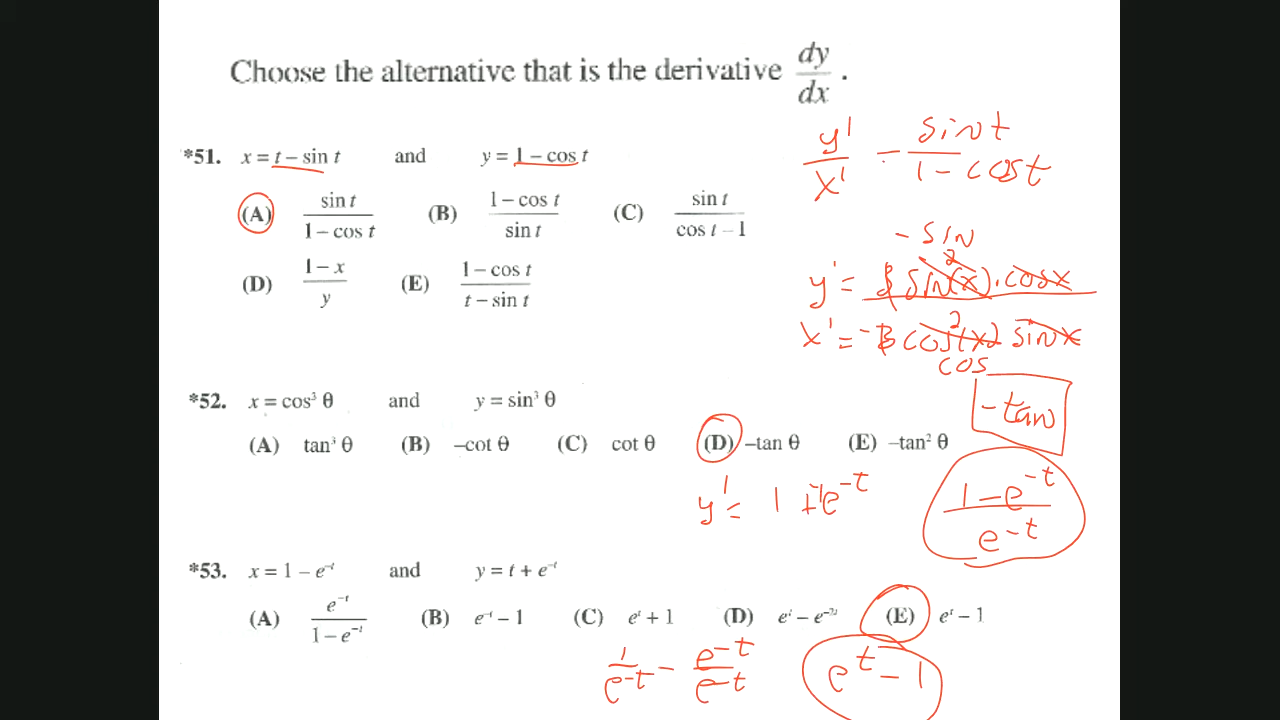 Choose the alternative that is the derivative dy/dx .
*51. x = t – sin t and y = 1 – cos t
y'/x' = sin t/1 - cos t
(A) sin t/1 – cos t (B) 1 – cos t/sin t (C) sin t/cos t – 1
(D) 1 – x/y (E) 1 – cos t/t – sin t
- sin
y' = 3 sin²(x) · cos x
x' = -3 cos²(x) sin x
cos
- tan
*52. x = cos³ θ and y = sin³ θ
(A) tan³ θ (B) –cot θ (C) cot θ (D) –tan θ (E) –tan² θ
y' = 1 + -e^-t
1 - e^-t/e^-t
*53. x = 1 – e⁻ᵗ and y = t + e⁻ᵗ
(A) e⁻ᵗ/1 – e⁻ᵗ (B) e⁻ᵗ – 1 (C) eᵗ + 1 (D) eᵗ – e⁻²ᵗ (E) eᵗ – 1
1/e^-t - e^-t/e^-t e^t - 1